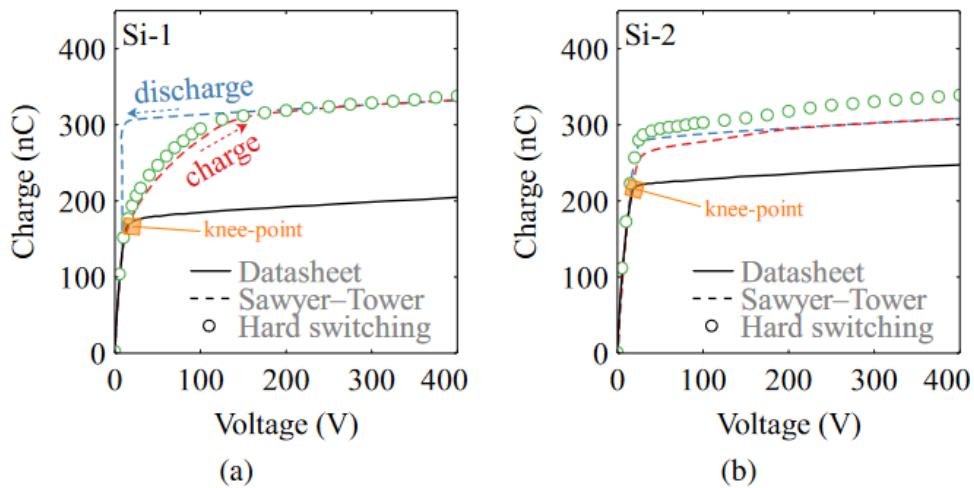 Si-1
Charge (nC)
400
300
200
100
0
discharge
charge
knee-point
Datasheet
Sawyer–Tower
Hard switching
0
100
200
300
400
Voltage (V)
(a)
Si-2
Charge (nC)
400
300
200
100
0
knee-point
Datasheet
Sawyer–Tower
Hard switching
0
100
200
300
400
Voltage (V)
(b)